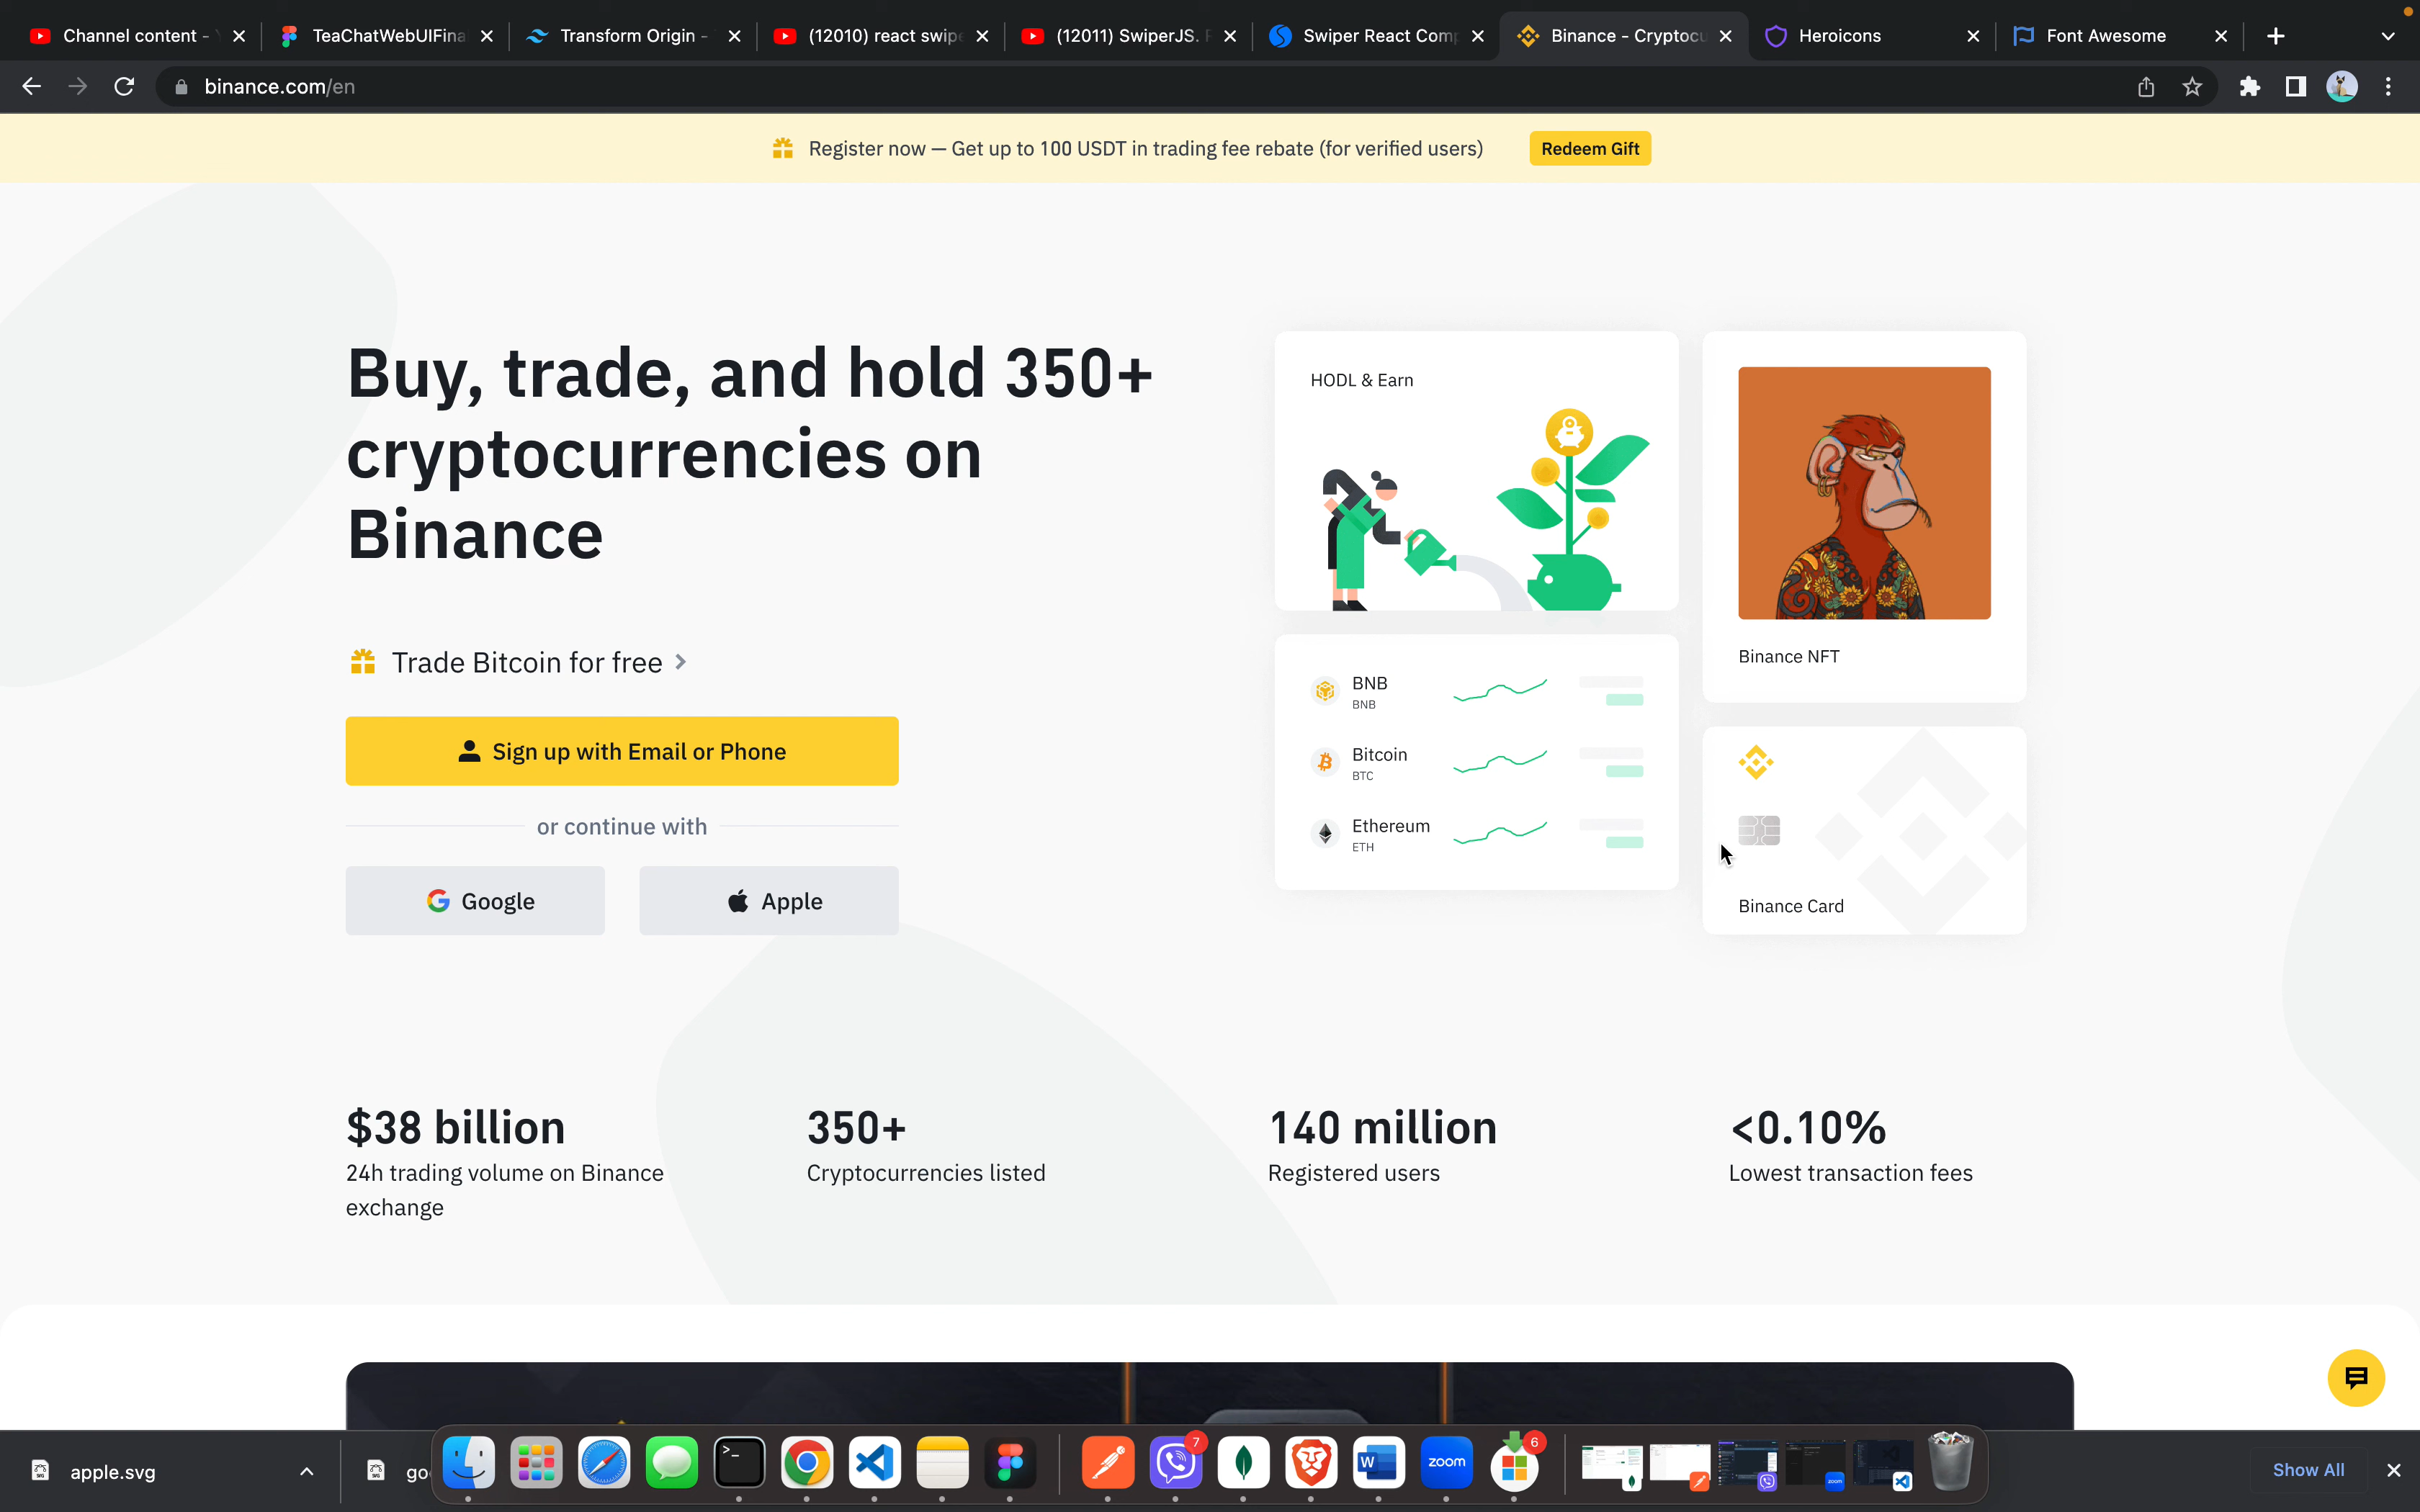 Channel content -
TeaChatWebUIFina
Transform Origin -
(12010) react swipe
(12011) SwiperJS.
Swiper React Comp
Binance - Cryptocu
Heroicons
Font Awesome
binance.com/en
Register now — Get up to 100 USDT in trading fee rebate (for verified users)
Redeem Gift
Buy, trade, and hold 350+
cryptocurrencies on
Binance
Trade Bitcoin for free
Sign up with Email or Phone
or continue with
Google
Apple
HODL & Earn
BNB
BNB
Bitcoin
BTC
Ethereum
ETH
Binance NFT
Binance Card
$38 billion
24h trading volume on Binance
exchange
350+
Cryptocurrencies listed
140 million
Registered users
<0.10%
Lowest transaction fees
apple.svg
go
7
W
zoom
6
Show All